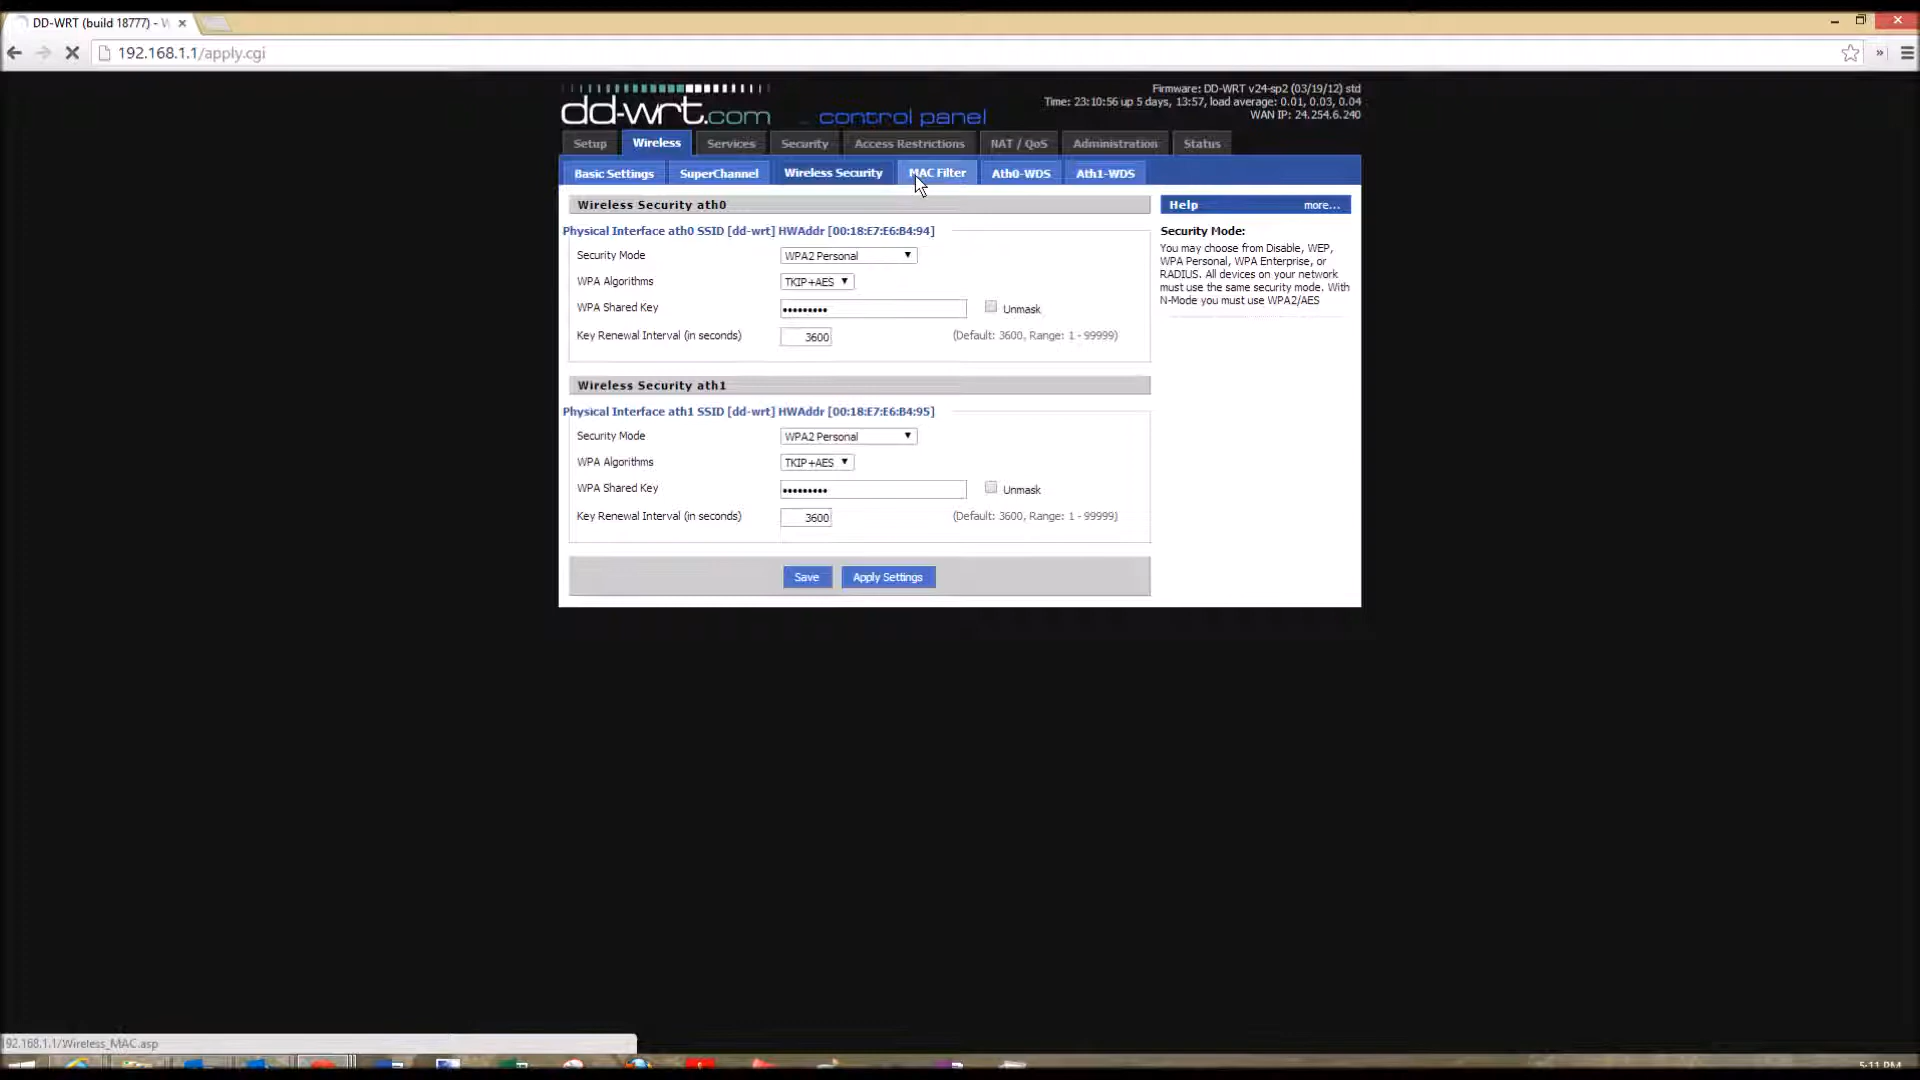 DD-WRT (build 18777) - W
192.168.1.1/apply.cgi
dd-wrt.com control panel
Firmware: DD-WRT v24-sp2 (03/19/12) std
Time: 23:10:56 up 5 days, 13:57, load average: 0.01, 0.03, 0.04
WAN IP: 24.254.6.240
Setup Wireless Services Security Access Restrictions NAT / QoS Administration Status
Basic Settings SuperChannel Wireless Security MAC Filter Ath0-WDS Ath1-WDS
Wireless Security ath0
Physical Interface ath0 SSID [dd-wrt] HWAddr [00:18:E7:E6:B4:94]
Security Mode WPA2 Personal
WPA Algorithms TKIP+AES
WPA Shared Key ••••••••• Unmask
Key Renewal Interval (in seconds) 3600 (Default: 3600, Range: 1 - 99999)
Wireless Security ath1
Physical Interface ath1 SSID [dd-wrt] HWAddr [00:18:E7:E6:B4:95]
Security Mode WPA2 Personal
WPA Algorithms TKIP+AES
WPA Shared Key ••••••••• Unmask
Key Renewal Interval (in seconds) 3600 (Default: 3600, Range: 1 - 99999)
Save Apply Settings
Help more...
Security Mode:
You may choose from Disable, WEP,
WPA Personal, WPA Enterprise, or
RADIUS. All devices on your network
must use the same security mode. With
N-Mode you must use WPA2/AES
192.168.1.1/Wireless_MAC.asp
5:11 PM